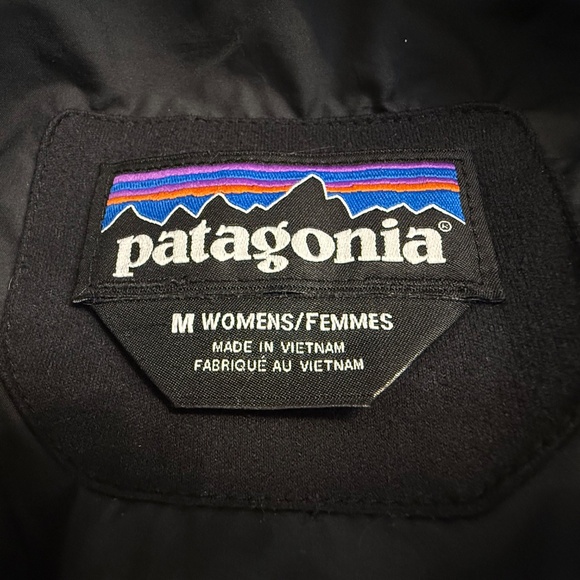 patagonia®
M WOMENS/FEMMES
MADE IN VIETNAM
FABRIQUÉ AU VIETNAM